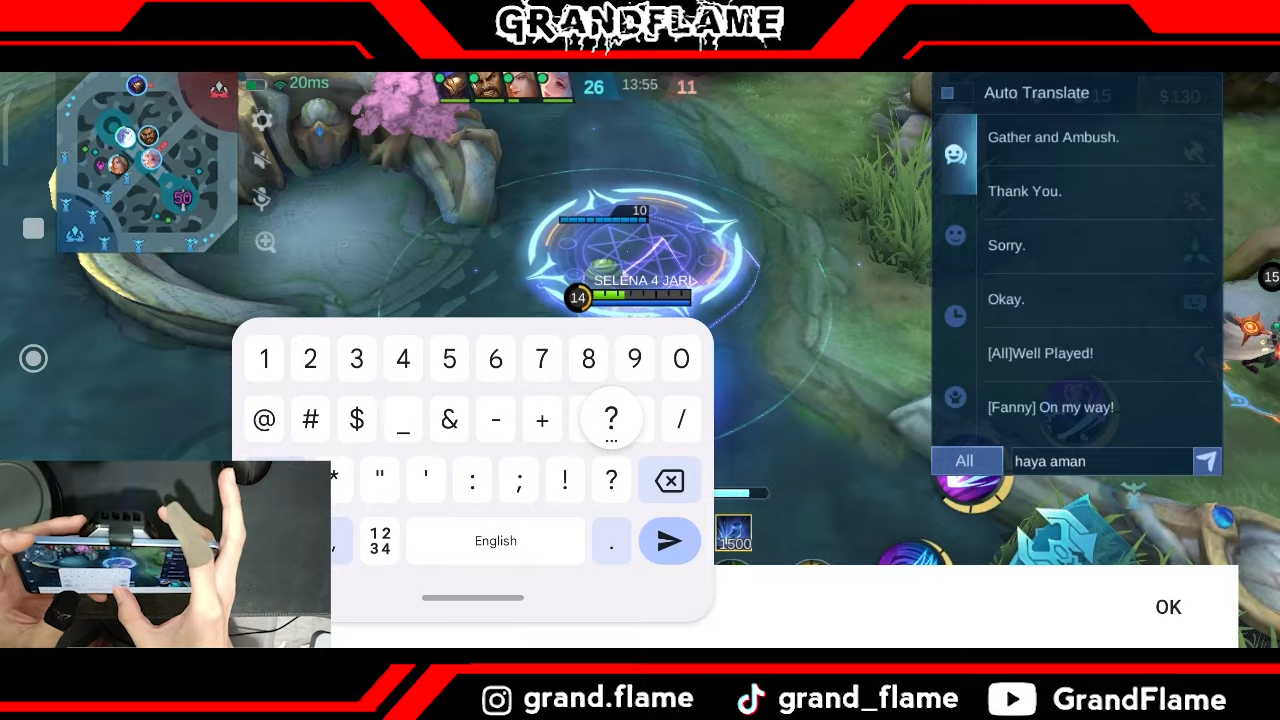 GRANDFLAME
20ms
26 13:55 11
50
10
SELENA 4 JARI
14
15
Auto Translate
$130
Gather and Ambush.
Thank You.
Sorry.
Okay.
[All]Well Played!
[Fanny] On my way!
All haya aman
1 2 3 4 5 6 7 8 9 0
@ # $ _ & - + ? /
* " ' : ; ! ?
, 12 34 English .
1500
OK
grand.flame grand_flame GrandFlame